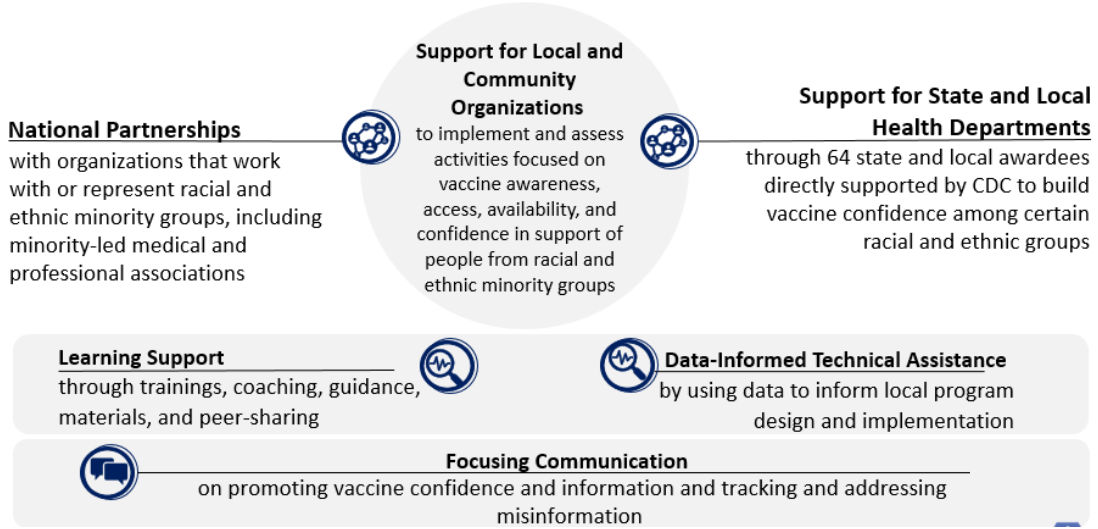 National Partnerships
with organizations that work
with or represent racial and
ethnic minority groups, including
minority-led medical and
professional associations
Support for Local and
Community
Organizations
to implement and assess
activities focused on
vaccine awareness,
access, availability, and
confidence in support of
people from racial and
ethnic minority groups
Support for State and Local
Health Departments
through 64 state and local awardees
directly supported by CDC to build
vaccine confidence among certain
racial and ethnic groups
Learning Support
through trainings, coaching, guidance,
materials, and peer-sharing
Data-Informed Technical Assistance
by using data to inform local program
design and implementation
Focusing Communication
on promoting vaccine confidence and information and tracking and addressing
misinformation